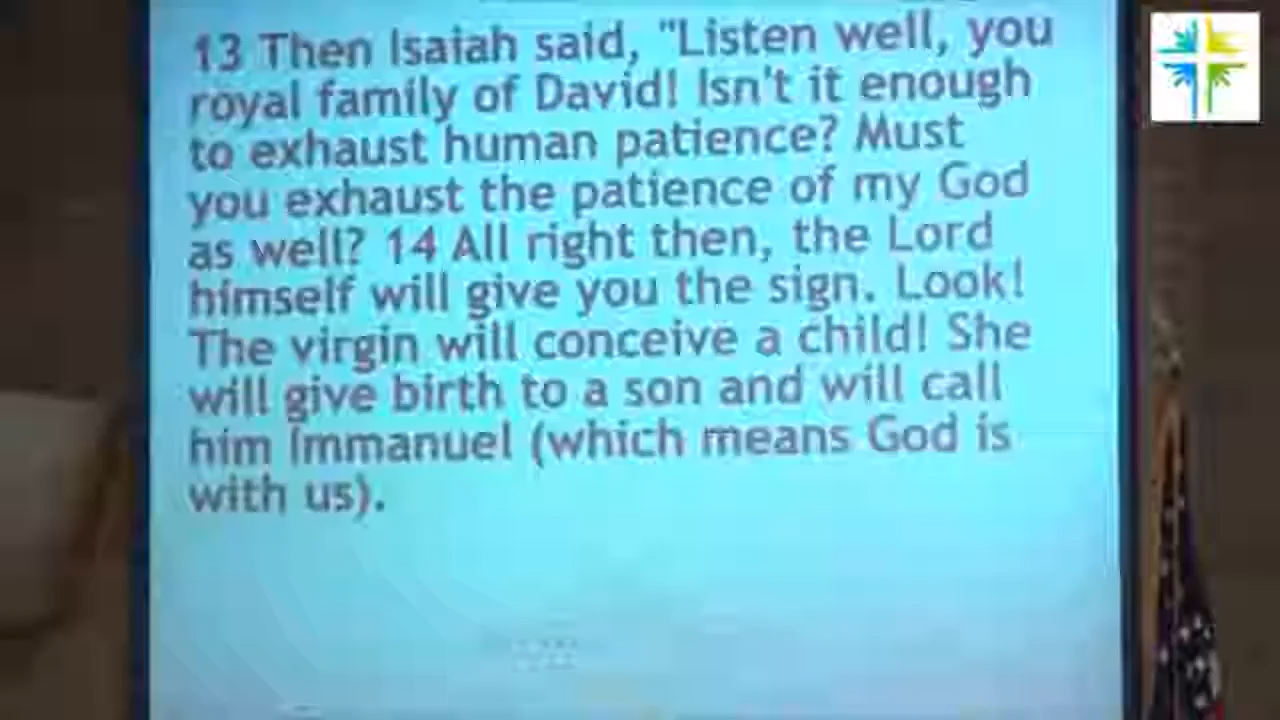 13 Then Isaiah said, "Listen well, you
royal family of David! Isn't it enough
to exhaust human patience? Must
you exhaust the patience of my God
as well? 14 All right then, the Lord
himself will give you the sign. Look!
The virgin will conceive a child! She
will give birth to a son and will call
him Immanuel (which means God is
with us).